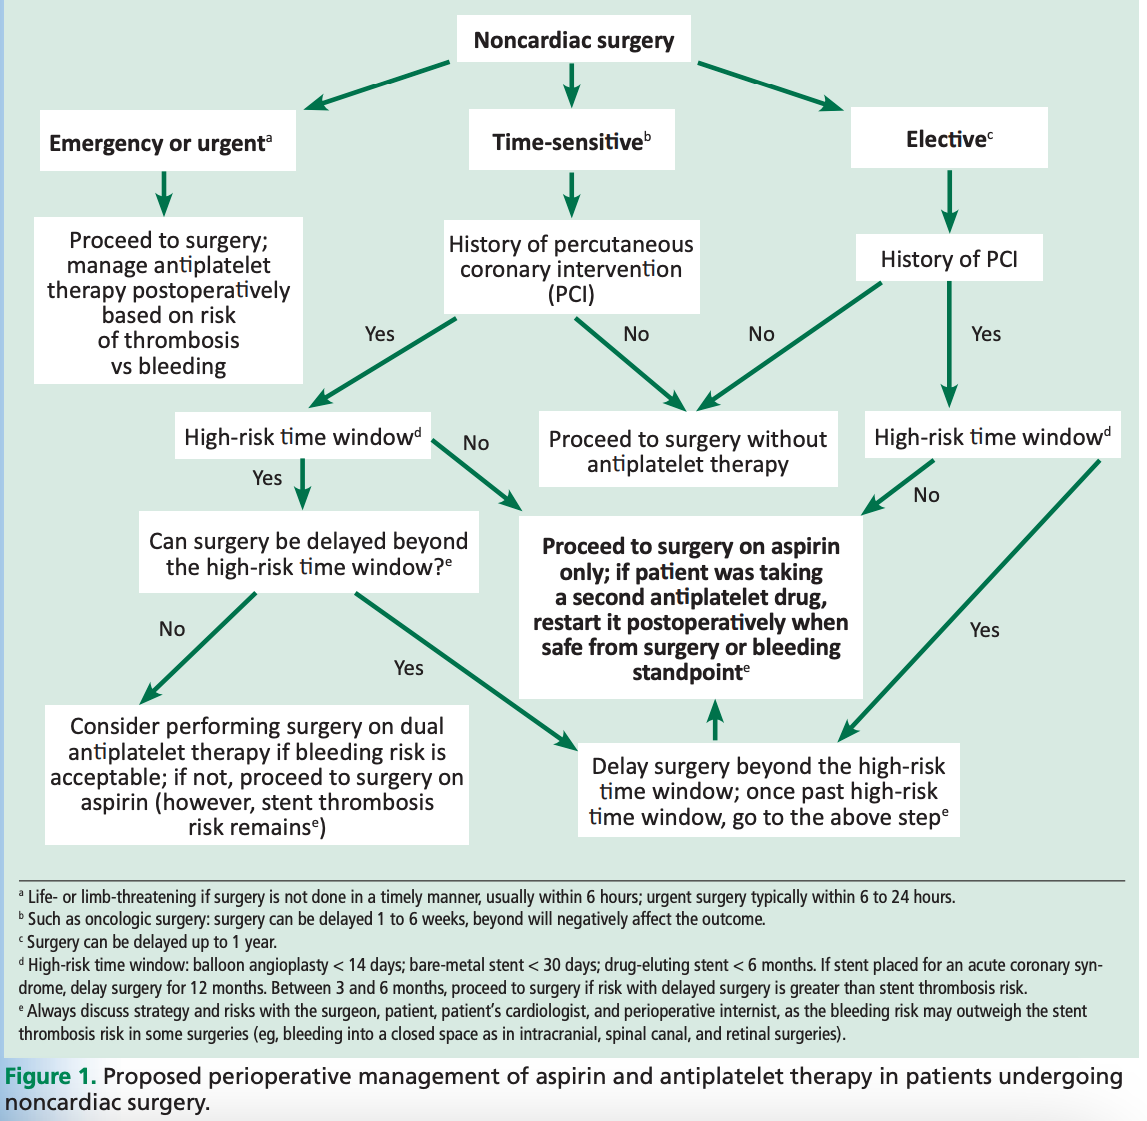 Noncardiac surgery
Emergency or urgentᵃ
Time-sensitiveᵇ
Electiveᶜ
Proceed to surgery;
manage antiplatelet
therapy postoperatively
based on risk
of thrombosis
vs bleeding
History of percutaneous
coronary intervention
(PCI)
History of PCI
Yes
No
No
Yes
High-risk time windowᵈ
No
Proceed to surgery without
antiplatelet therapy
High-risk time windowᵈ
Yes
No
Can surgery be delayed beyond
the high-risk time window?ᵉ
Proceed to surgery on aspirin
only; if patient was taking
a second antiplatelet drug,
restart it postoperatively when
safe from surgery or bleeding
standpointᵉ
No
Yes
Yes
Consider performing surgery on dual
antiplatelet therapy if bleeding risk is
acceptable; if not, proceed to surgery on
aspirin (however, stent thrombosis
risk remainsᵉ)
Delay surgery beyond the high-risk
time window; once past high-risk
time window, go to the above stepᵉ
ᵃ Life- or limb-threatening if surgery is not done in a timely manner, usually within 6 hours; urgent surgery typically within 6 to 24 hours.
ᵇ Such as oncologic surgery: surgery can be delayed 1 to 6 weeks, beyond will negatively affect the outcome.
ᶜ Surgery can be delayed up to 1 year.
ᵈ High-risk time window: balloon angioplasty < 14 days; bare-metal stent < 30 days; drug-eluting stent < 6 months. If stent placed for an acute coronary syn-
drome, delay surgery for 12 months. Between 3 and 6 months, proceed to surgery if risk with delayed surgery is greater than stent thrombosis risk.
ᵉ Always discuss strategy and risks with the surgeon, patient, patient's cardiologist, and perioperative internist, as the bleeding risk may outweigh the stent
thrombosis risk in some surgeries (eg, bleeding into a closed space as in intracranial, spinal canal, and retinal surgeries).
Figure 1. Proposed perioperative management of aspirin and antiplatelet therapy in patients undergoing
noncardiac surgery.